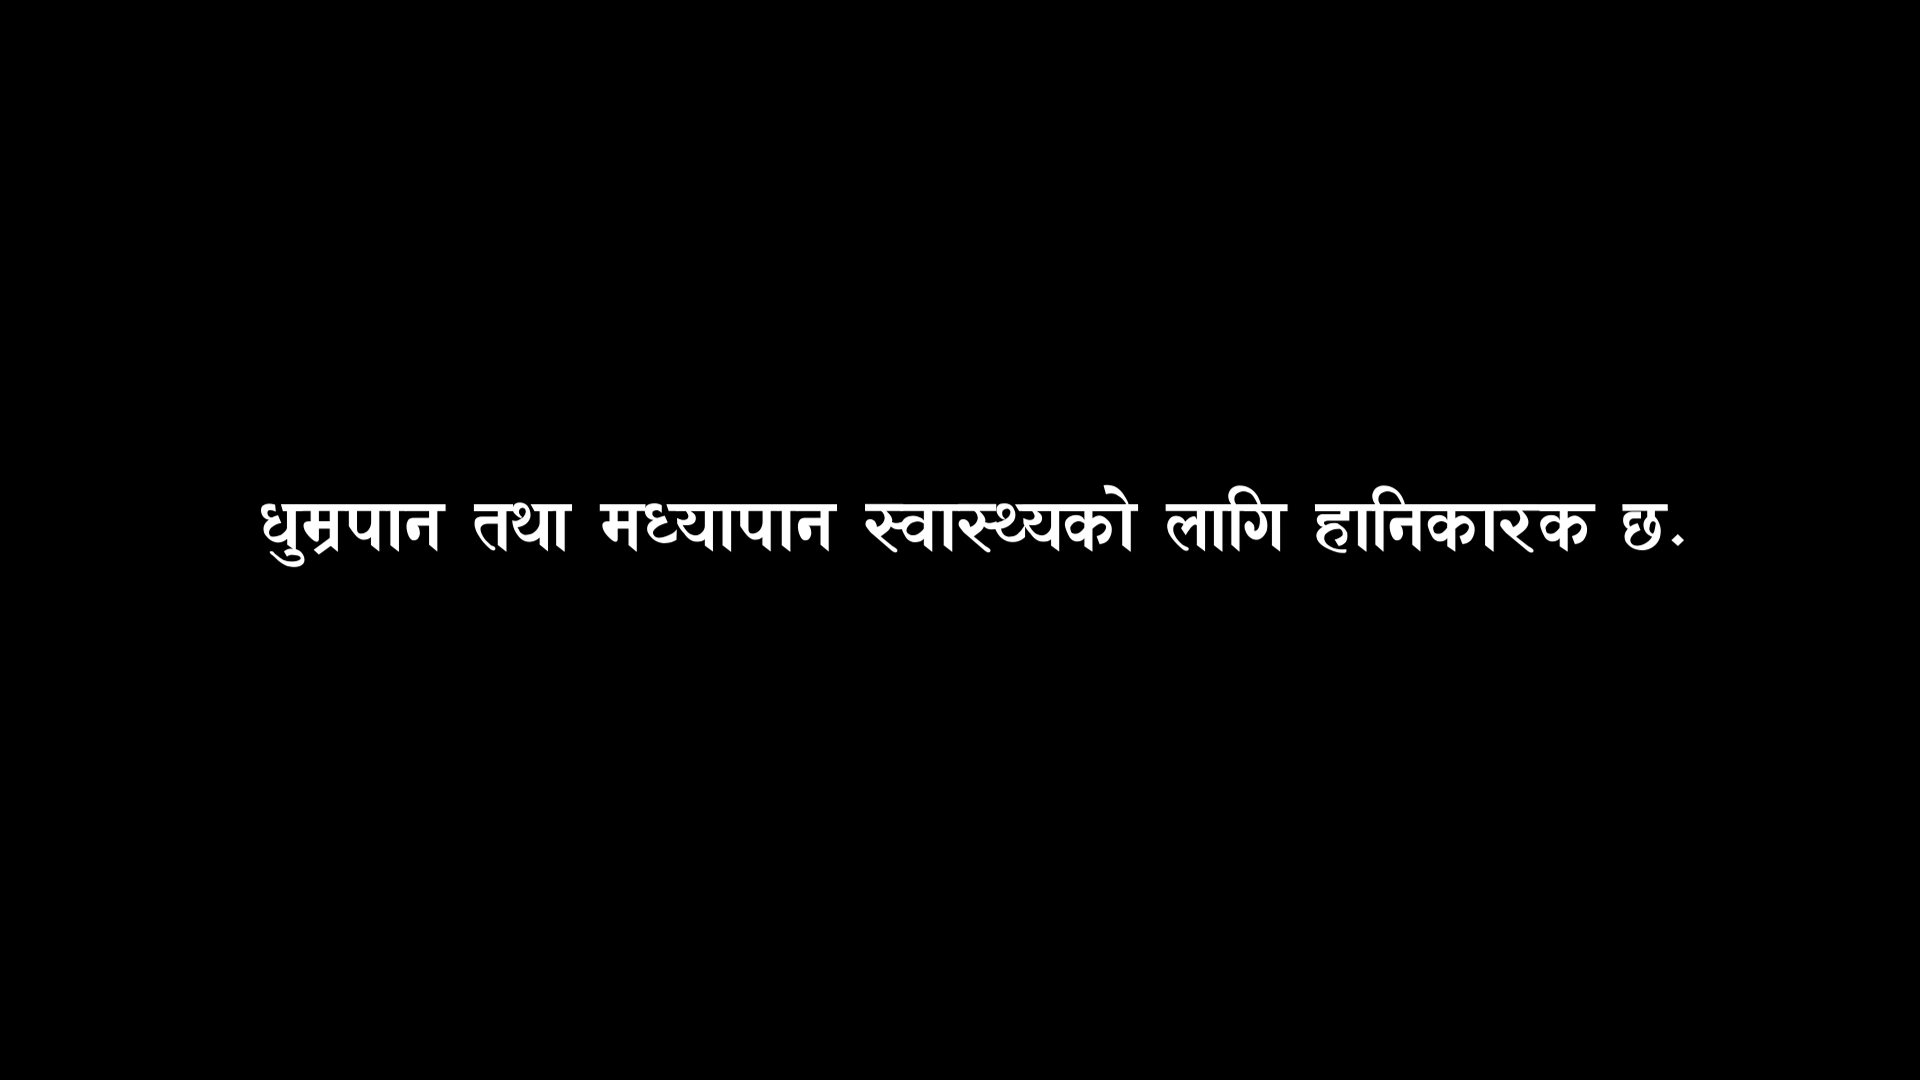 धुम्रपान तथा मध्यापान स्वास्थ्यको लागि हानिकारक छ.